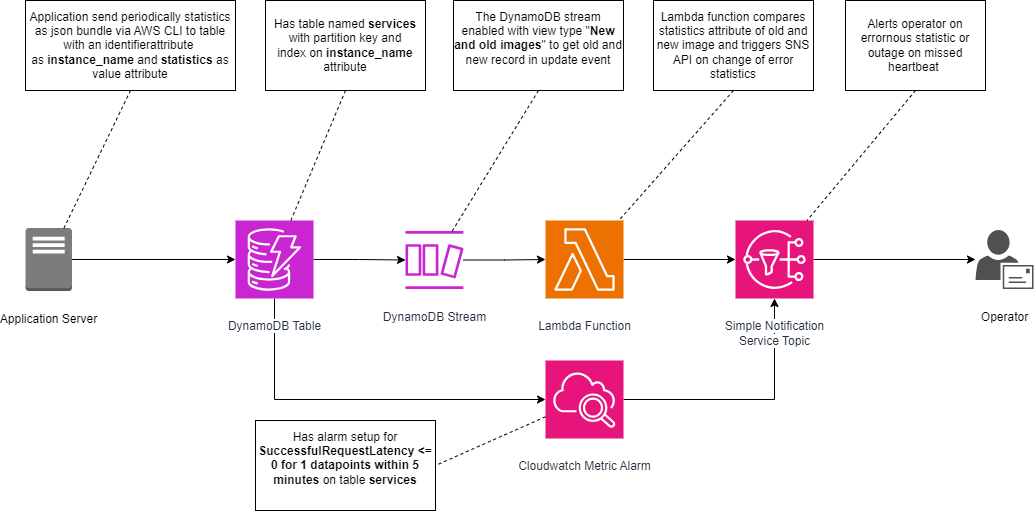 Application send periodically statistics
as json bundle via AWS CLI to table
with an identifierattribute
as instance_name and statistics as
value attribute
Has table named services
with partition key and
index on instance_name
attribute
The DynamoDB stream
enabled with view type "New
and old images" to get old and
new record in update event
Lambda function compares
statistics attribute of old and
new image and triggers SNS
API on change of error
statistics
Alerts operator on
errornous statistic or
outage on missed
heartbeat
Application Server
DynamoDB Table
DynamoDB Stream
Lambda Function
Simple Notification
Service Topic
Operator
Has alarm setup for
SuccessfulRequestLatency <=
0 for 1 datapoints within 5
minutes on table services
Cloudwatch Metric Alarm